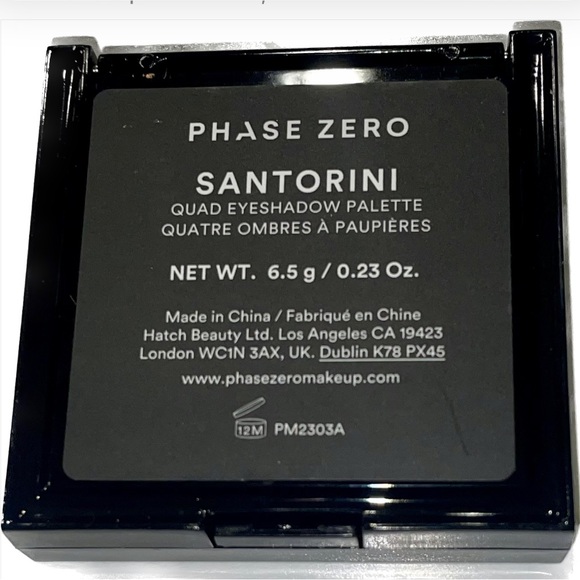 PHASE ZERO
SANTORINI
QUAD EYESHADOW PALETTE
QUATRE OMBRES À PAUPIÈRES
NET WT. 6.5 g / 0.23 Oz.
Made in China / Fabriqué en Chine
Hatch Beauty Ltd. Los Angeles CA 19423
London WC1N 3AX, UK. Dublin K78 PX45
www.phasezeromakeup.com
12M PM2303A